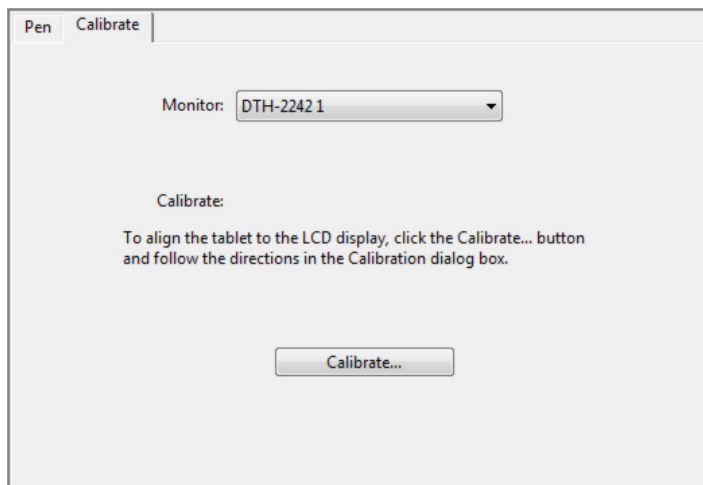 Pen Calibrate
Monitor: DTH-2242 1
Calibrate:
To align the tablet to the LCD display, click the Calibrate... button
and follow the directions in the Calibration dialog box.
Calibrate...